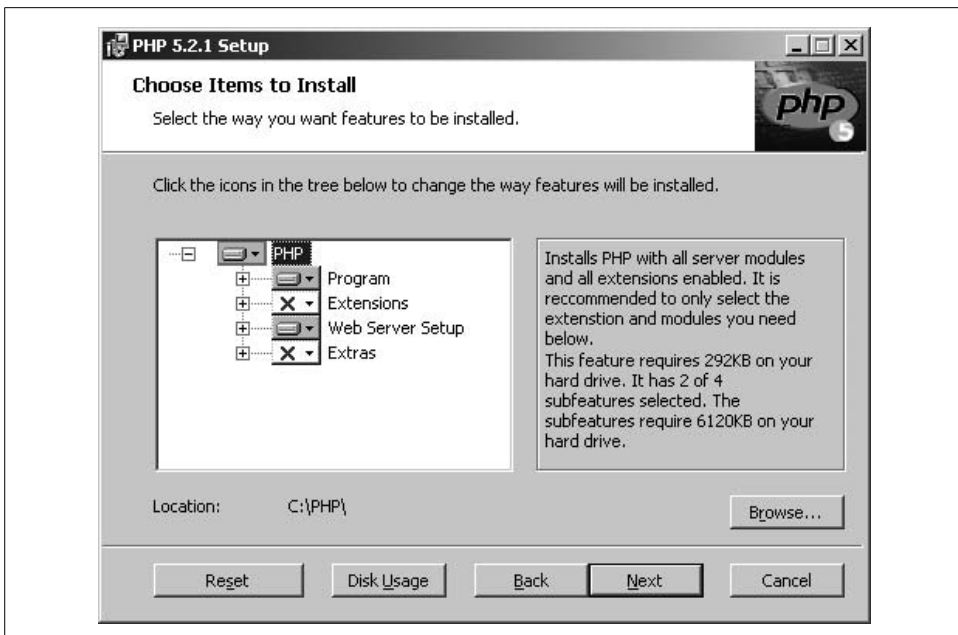 PHP 5.2.1 Setup
Choose Items to Install
Select the way you want features to be installed.
php
5
Click the icons in the tree below to change the way features will be installed.
PHP
Program
Extensions
Web Server Setup
Extras
Installs PHP with all server modules
and all extensions enabled. It is
reccommended to only select the
extenstion and modules you need
below.
This feature requires 292KB on your
hard drive. It has 2 of 4
subfeatures selected. The
subfeatures require 6120KB on your
hard drive.
Location: C:\PHP\
Browse...
Reset Disk Usage Back Next Cancel